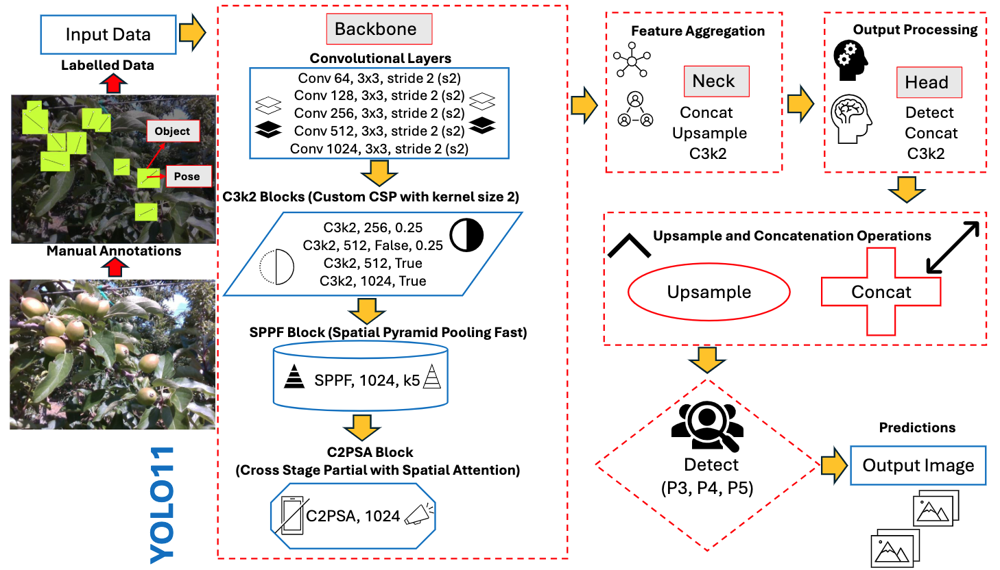 Input Data
Labelled Data
Object
Pose
Manual Annotations
YOLO11
Backbone
Convolutional Layers
Conv 64, 3x3, stride 2 (s2)
Conv 128, 3x3, stride 2 (s2)
Conv 256, 3x3, stride 2 (s2)
Conv 512, 3x3, stride 2 (s2)
Conv 1024, 3x3, stride 2 (s2)
C3k2 Blocks (Custom CSP with kernel size 2)
C3k2, 256, 0.25
C3k2, 512, False, 0.25
C3k2, 512, True
C3k2, 1024, True
SPPF Block (Spatial Pyramid Pooling Fast)
SPPF, 1024, k5
C2PSA Block
(Cross Stage Partial with Spatial Attention)
C2PSA, 1024
Feature Aggregation
Neck
Concat
Upsample
C3k2
Output Processing
Head
Detect
Concat
C3k2
Upsample and Concatenation Operations
Upsample
Concat
Detect
(P3, P4, P5)
Predictions
Output Image